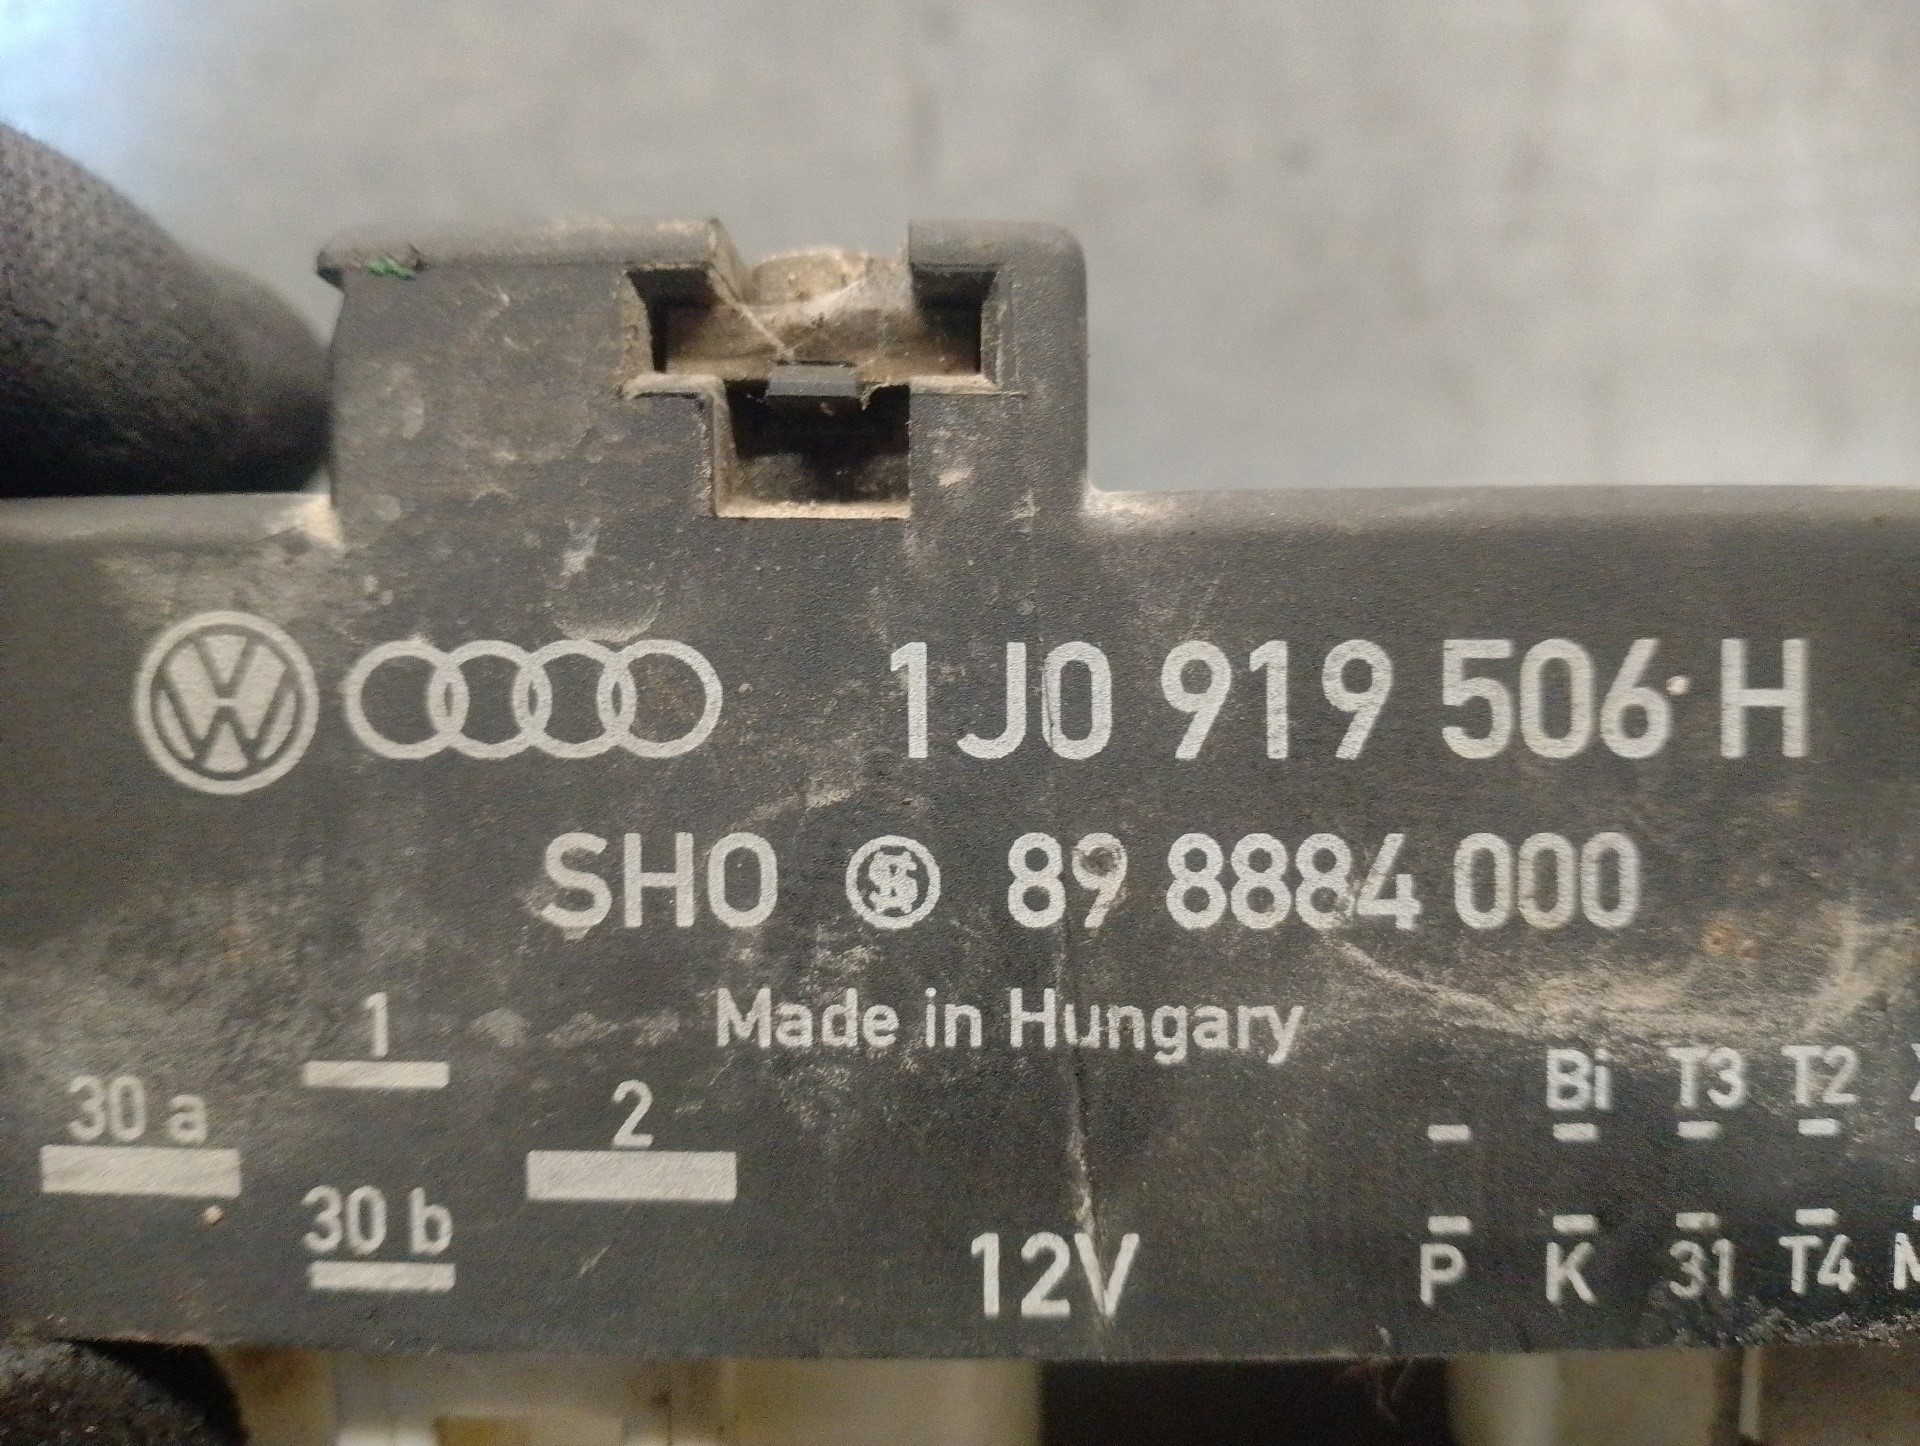 1J0 919 506 H
SHO 89 8884 000
Made in Hungary
1
30 a
2
30 b
12V
Bi T3 T2
P K 31 T4